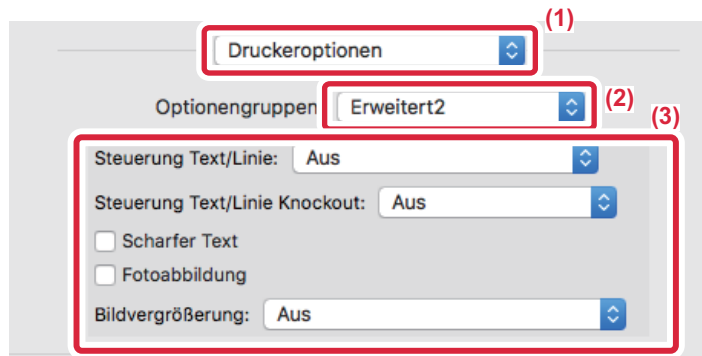 (1)
Druckeroptionen
Optionengruppen Erweitert2 (2)
(3)
Steuerung Text/Linie: Aus
Steuerung Text/Linie Knockout: Aus
Scharfer Text
Fotoabbildung
Bildvergrößerung: Aus